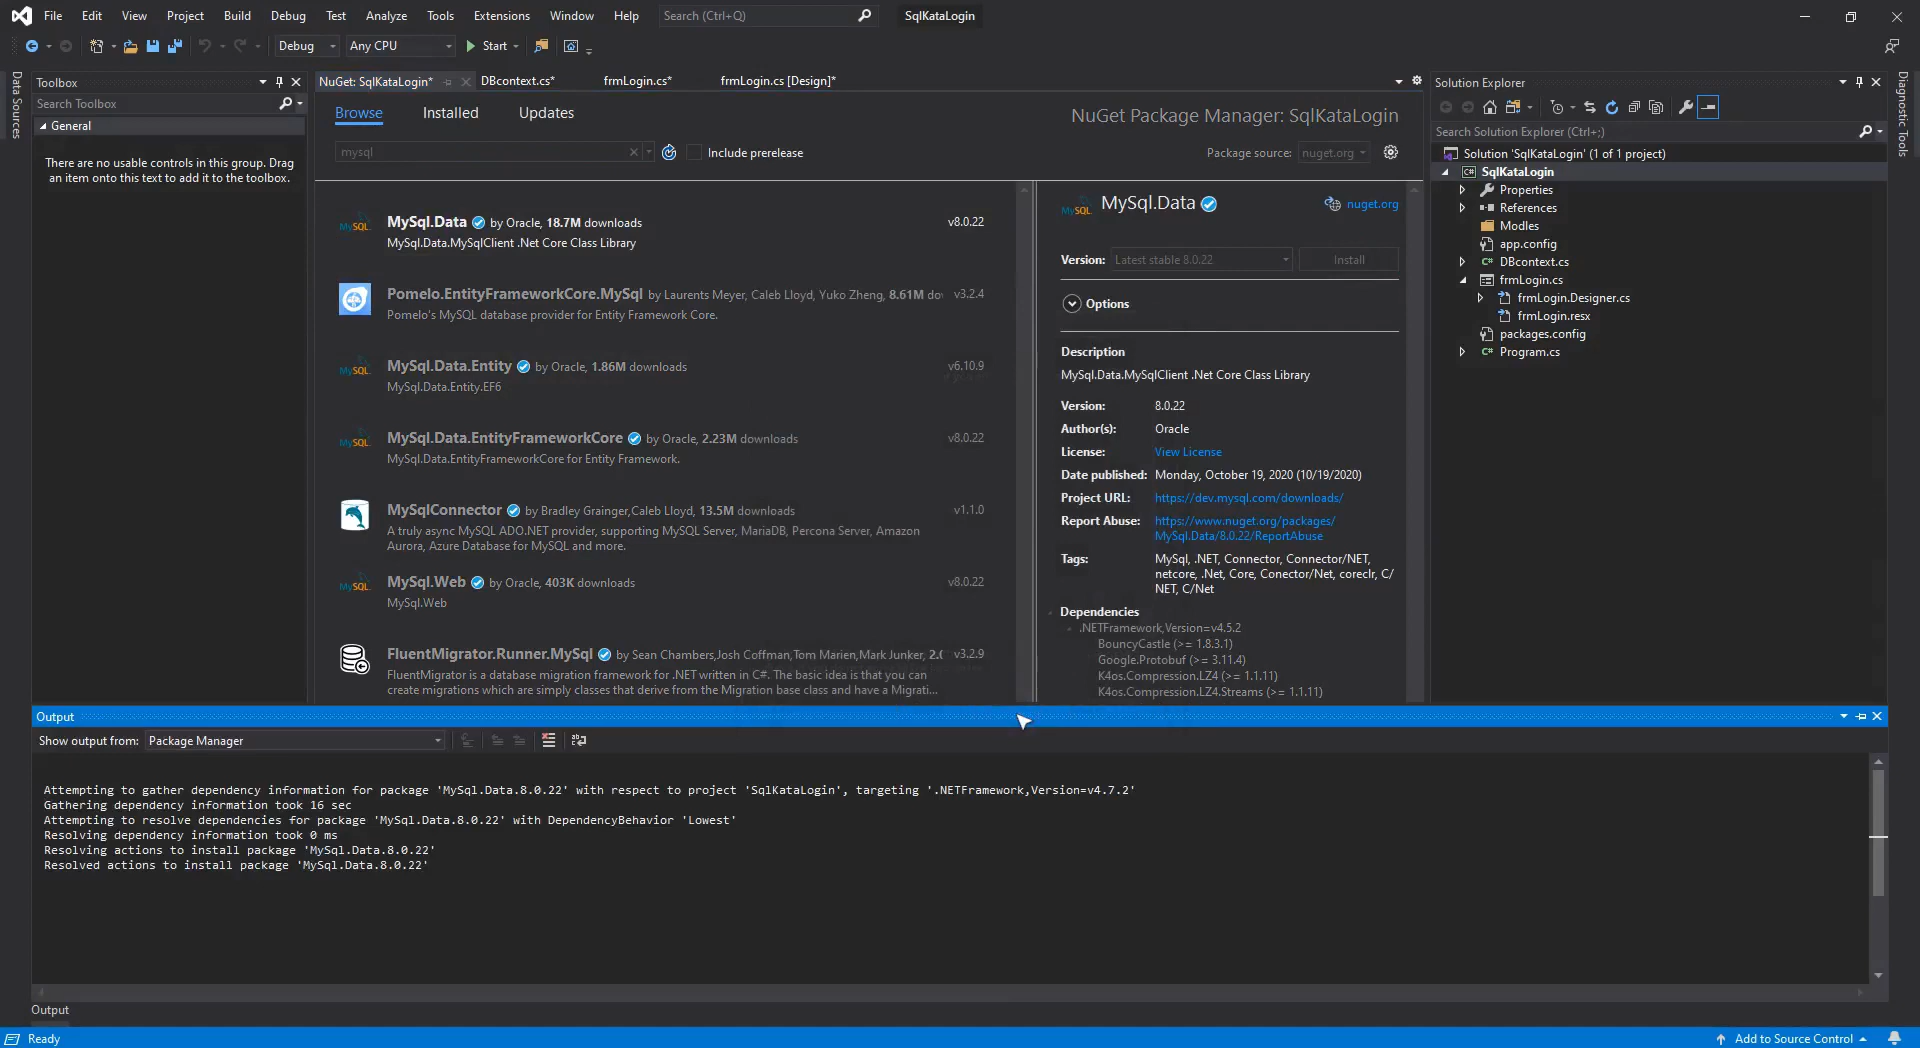 File Edit View Project Build Debug Test Analyze Tools Extensions Window Help Search (Ctrl+Q) SqlKataLogin
Debug Any CPU Start
Data Sources
Toolbox
Search Toolbox
General
There are no usable controls in this group. Drag
an item onto this text to add it to the toolbox.
NuGet: SqlKataLogin* DBcontext.cs* frmLogin.cs* frmLogin.cs [Design]*
Browse Installed Updates
NuGet Package Manager: SqlKataLogin
mysql
Include prerelease
Package source: nuget.org
MySql.Data by Oracle, 18.7M downloads v8.0.22
MySql.Data.MySqlClient .Net Core Class Library
Pomelo.EntityFrameworkCore.MySql by Laurents Meyer, Caleb Lloyd, Yuko Zheng, 8.61M v3.2.4
Pomelo's MySQL database provider for Entity Framework Core.
MySql.Data.Entity by Oracle, 1.86M downloads v6.10.9
MySql.Data.Entity.EF6
MySql.Data.EntityFrameworkCore by Oracle, 2.23M downloads v8.0.22
MySql.Data.EntityFrameworkCore for Entity Framework.
MySqlConnector by Bradley Grainger,Caleb Lloyd, 13.5M downloads v1.1.0
A truly async MySQL ADO.NET provider, supporting MySQL Server, MariaDB, Percona Server, Amazon
Aurora, Azure Database for MySQL and more.
MySql.Web by Oracle, 403K downloads v8.0.22
MySql.Web
FluentMigrator.Runner.MySql by Sean Chambers,Josh Coffman,Tom Marien,Mark Junker, v3.2.9
FluentMigrator is a database migration framework for .NET written in C#. The basic idea is that you can
create migrations which are simply classes that derive from the Migration base class and have a Migrati...
MySql.Data nuget.org
Version: Latest stable 8.0.22 Install
Options
Description
MySql.Data.MySqlClient .Net Core Class Library
Version: 8.0.22
Author(s): Oracle
License: View License
Date published: Monday, October 19, 2020 (10/19/2020)
Project URL: https://dev.mysql.com/downloads/
Report Abuse: https://www.nuget.org/packages/
MySql.Data/8.0.22/ReportAbuse
Tags: MySql, .NET, Connector, Connector/NET,
netcore, .Net, Core, Conector/Net, coreclr, C/
NET, C/Net
Dependencies
.NETFramework,Version=v4.5.2
BouncyCastle (>= 1.8.3.1)
Google.Protobuf (>= 3.11.4)
K4os.Compression.LZ4 (>= 1.1.11)
K4os.Compression.LZ4.Streams (>= 1.1.11)
Solution Explorer
Search Solution Explorer (Ctrl+;)
Solution 'SqlKataLogin' (1 of 1 project)
SqlKataLogin
Properties
References
Modles
app.config
DBcontext.cs
frmLogin.cs
frmLogin.Designer.cs
frmLogin.resx
packages.config
Program.cs
Diagnostic Tools
Output
Show output from: Package Manager
Attempting to gather dependency information for package 'MySql.Data.8.0.22' with respect to project 'SqlKataLogin', targeting '.NETFramework,Version=v4.7.2'
Gathering dependency information took 16 sec
Attempting to resolve dependencies for package 'MySql.Data.8.0.22' with DependencyBehavior 'Lowest'
Resolving dependency information took 0 ms
Resolving actions to install package 'MySql.Data.8.0.22'
Resolved actions to install package 'MySql.Data.8.0.22'
Output
Ready
Add to Source Control